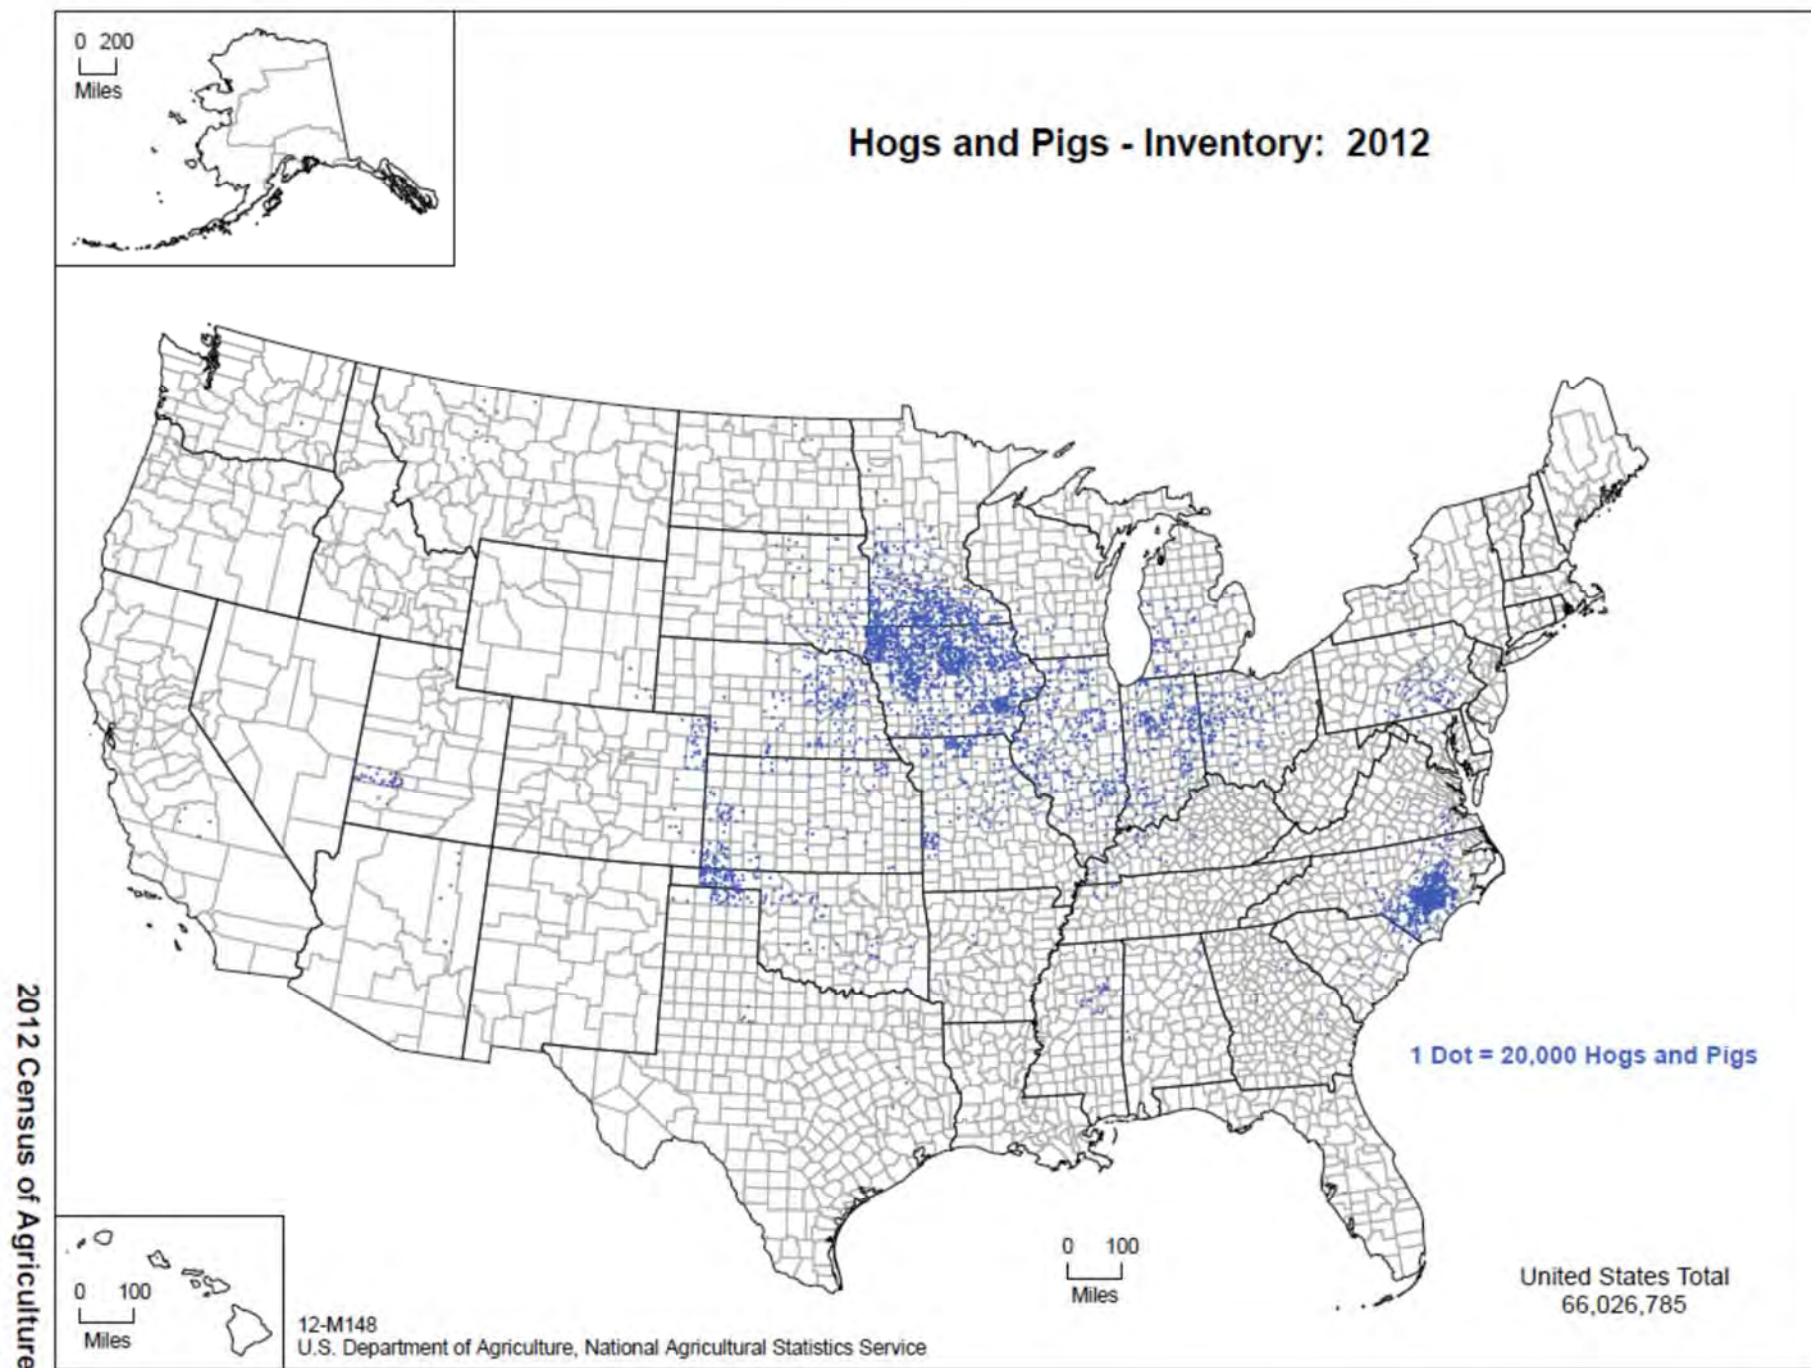 0 200
Miles
Hogs and Pigs - Inventory: 2012
1 Dot = 20,000 Hogs and Pigs
0 100
Miles
United States Total
66,026,785
0 100
Miles
12-M148
U.S. Department of Agriculture, National Agricultural Statistics Service
2012 Census of Agriculture